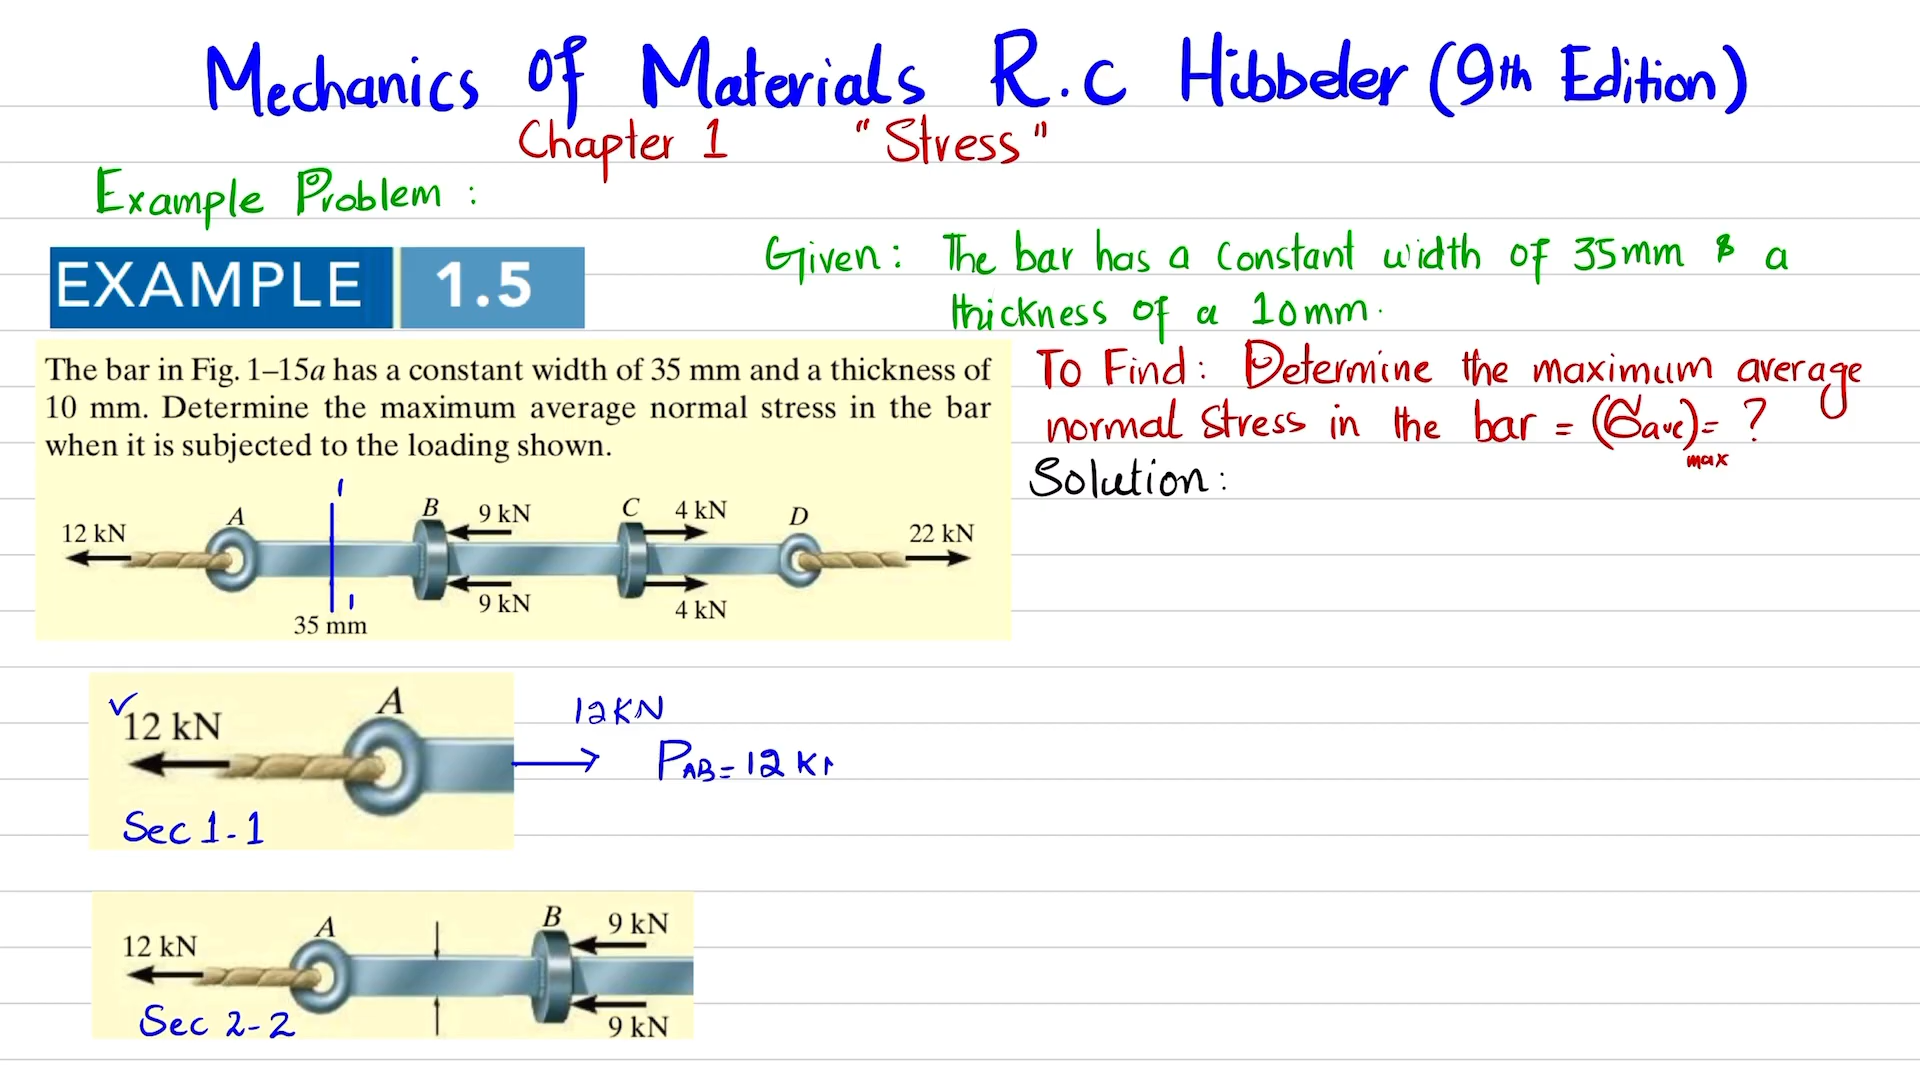 Mechanics of Materials R.C Hibbeler (9th Edition)
Chapter 1 "Stress"
Example Problem :
EXAMPLE 1.5
The bar in Fig. 1–15a has a constant width of 35 mm and a thickness of
10 mm. Determine the maximum average normal stress in the bar
when it is subjected to the loading shown.
Given: The bar has a constant width of 35mm & a
thickness of a 10mm.
To Find: Determine the maximum average
normal stress in the bar = (σave)max = ?
Solution:
1
12 kN
A
B
9 kN
C
4 kN
D
22 kN
9 kN
4 kN
1
35 mm
12 kN
A
12KN
PAB = 12 K
Sec 1-1
12 kN
A
B
9 kN
9 kN
Sec 2-2